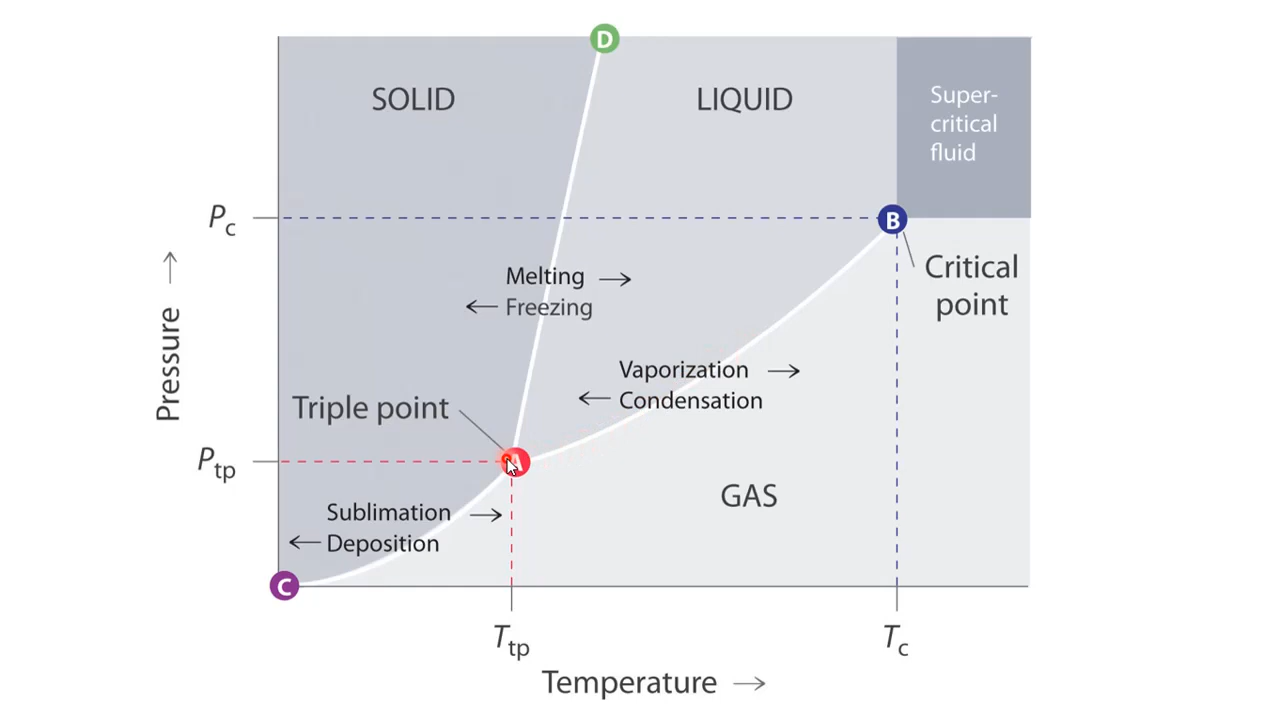 D
SOLID
LIQUID
Super-
critical
fluid
Pc
B
Critical
point
Melting →
← Freezing
Pressure →
Vaporization →
← Condensation
Triple point
Ptp
A
GAS
Sublimation →
← Deposition
C
Ttp
Tc
Temperature →